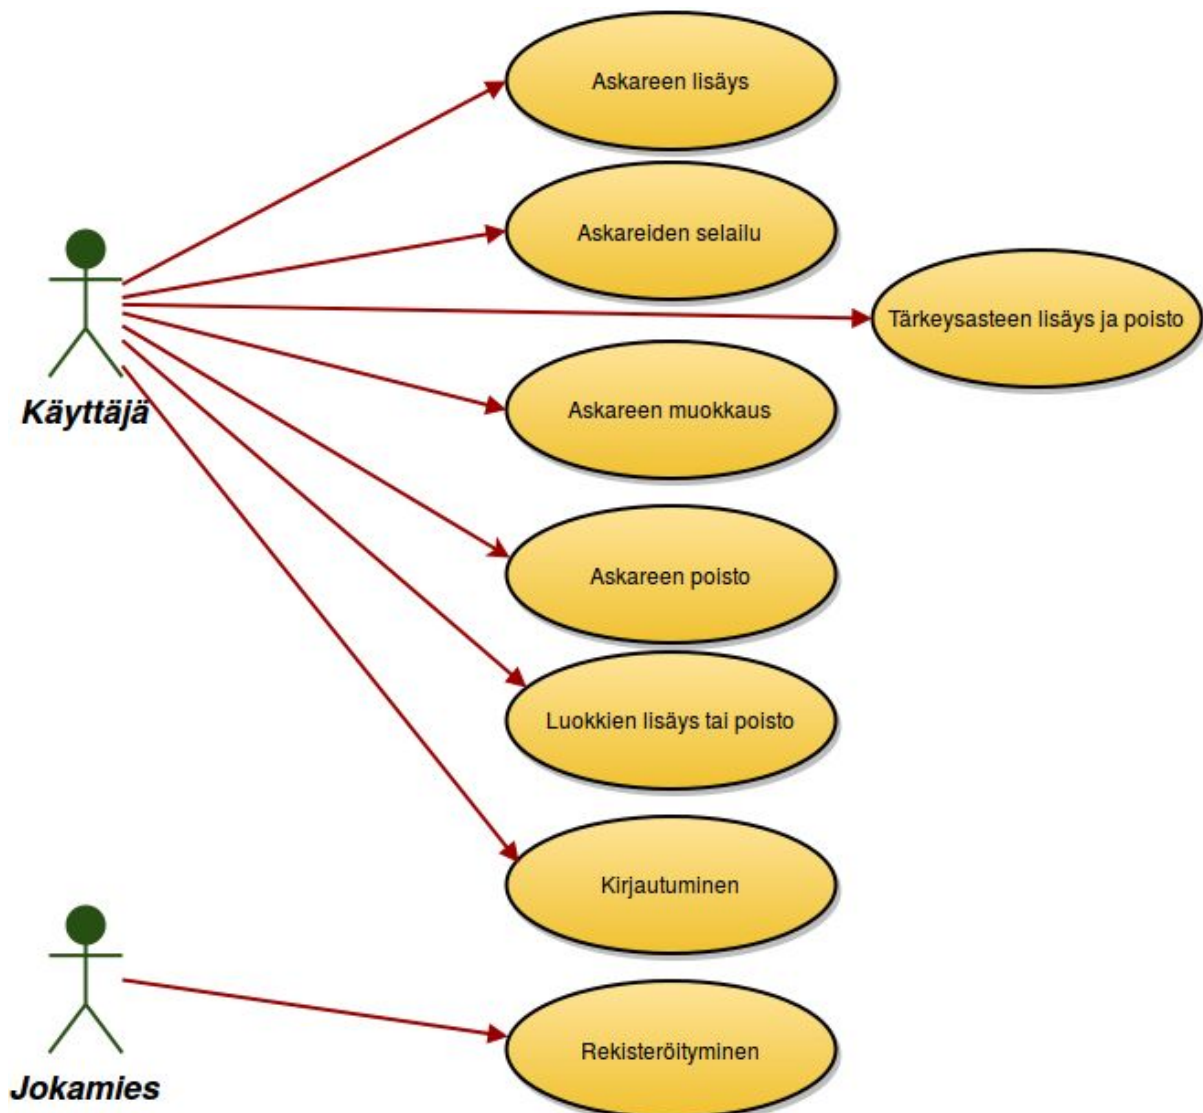 Askareen lisäys
Askareiden selailu
Tärkeysasteen lisäys ja poisto
Käyttäjä
Askareen muokkaus
Askareen poisto
Luokkien lisäys tai poisto
Kirjautuminen
Rekisteröityminen
Jokamies